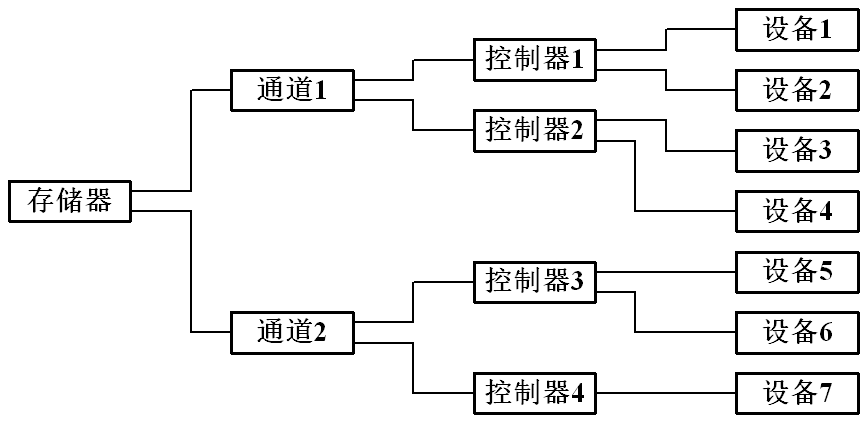 存储器
通道1
通道2
控制器1
控制器2
控制器3
控制器4
设备1
设备2
设备3
设备4
设备5
设备6
设备7